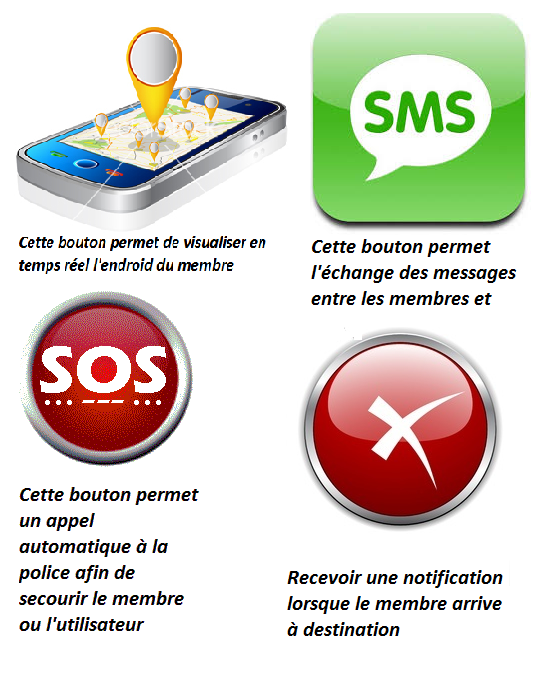 Cette bouton permet de visualiser en
temps réel l'endroid du membre
SMS
Cette bouton permet
l'échange des messages
entre les membres et
SOS
... --- ...
Cette bouton permet
un appel
automatique à la
police afin de
secourir le membre
ou l'utilisateur
Recevoir une notification
lorsque le membre arrive
à destination